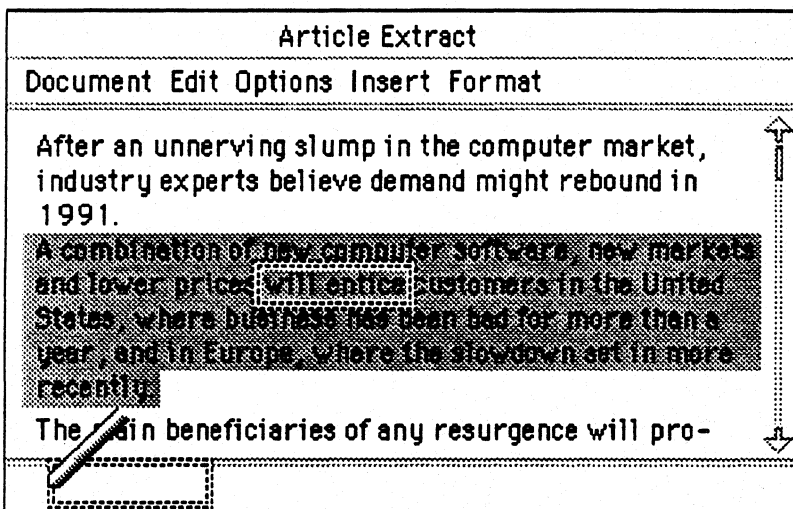 Article Extract
Document Edit Options Insert Format
After an unnerving slump in the computer market,
industry experts believe demand might rebound in
1991.
A combination of new computer software, new markets
and lower prices will entice customers in the United
States, where business has been bad for more than a
year, and in Europe, where the slowdown set in more
recently.
The main beneficiaries of any resurgence will pro-